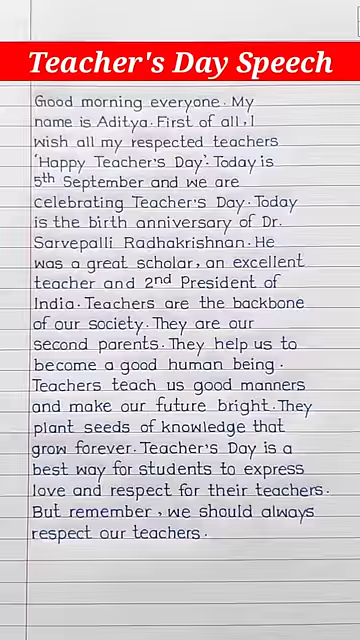 Teacher's Day Speech
Good morning everyone. My
name is Aditya. First of all, I
wish all my respected teachers
'Happy Teacher's Day'. Today is
5th September and we are
celebrating Teacher's Day. Today
is the birth anniversary of Dr.
Sarvepalli Radhakrishnan. He
was a great scholar, an excellent
teacher and 2nd President of
India. Teachers are the backbone
of our society. They are our
second parents. They help us to
become a good human being.
Teachers teach us good manners
and make our future bright. They
plant seeds of knowledge that
grow forever. Teacher's Day is a
best way for students to express
love and respect for their teachers.
But remember, we should always
respect our teachers.